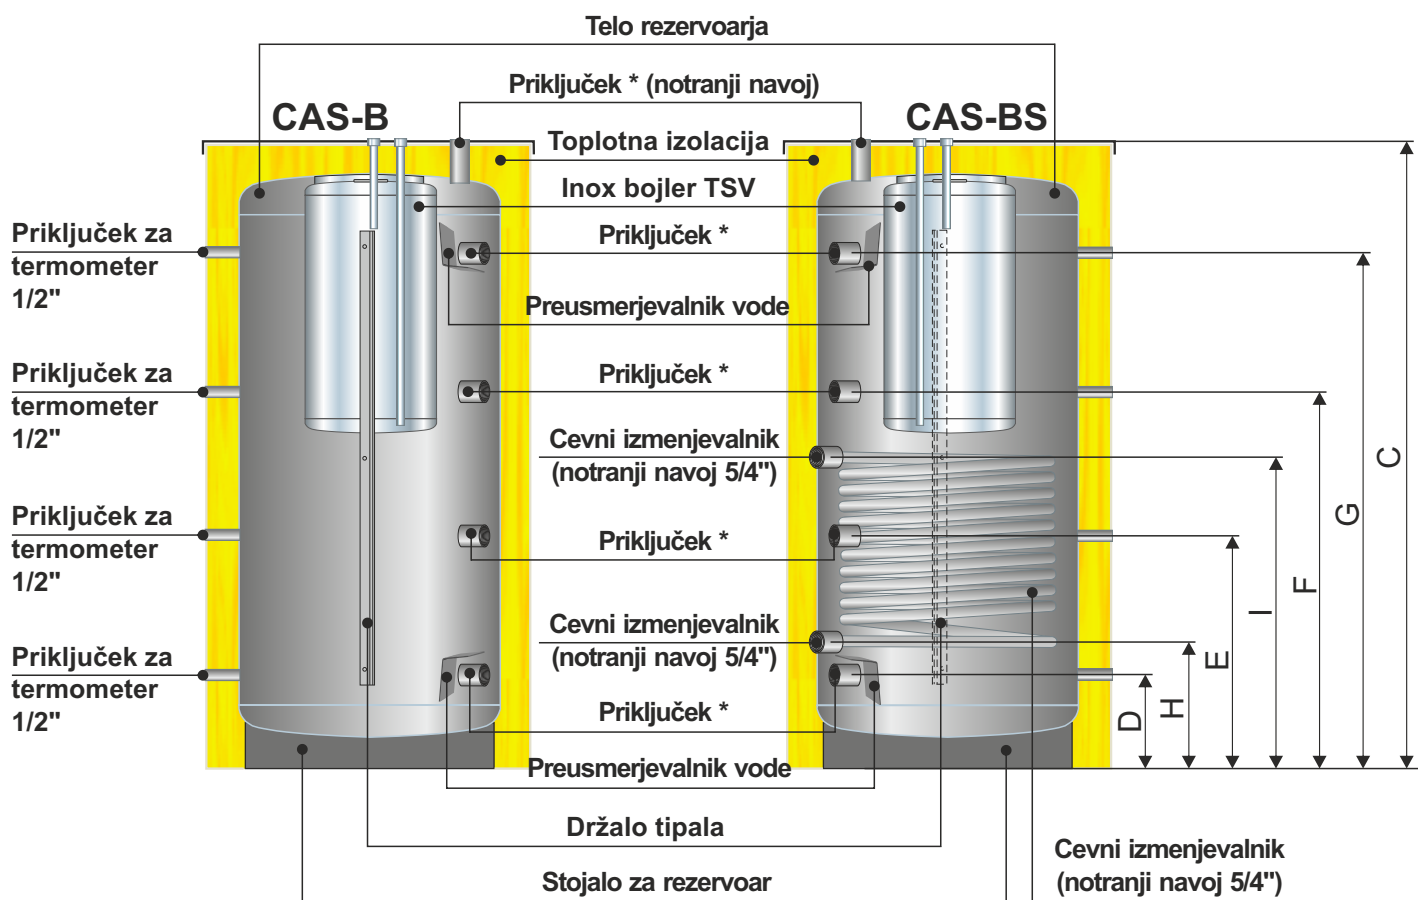 Telo rezervoarja
Priključek * (notranji navoj)
CAS-B
CAS-BS
Toplotna izolacija
Inox bojler TSV
Priključek za
termometer
1/2"
Priključek *
Preusmerjevalnik vode
Priključek za
termometer
1/2"
Priključek *
Cevni izmenjevalnik
(notranji navoj 5/4")
Priključek za
termometer
1/2"
Priključek *
Cevni izmenjevalnik
(notranji navoj 5/4")
Priključek za
termometer
1/2"
Priključek *
Preusmerjevalnik vode
Držalo tipala
Stojalo za rezervoar
Cevni izmenjevalnik
(notranji navoj 5/4")
D
H
E
I
F
G
C